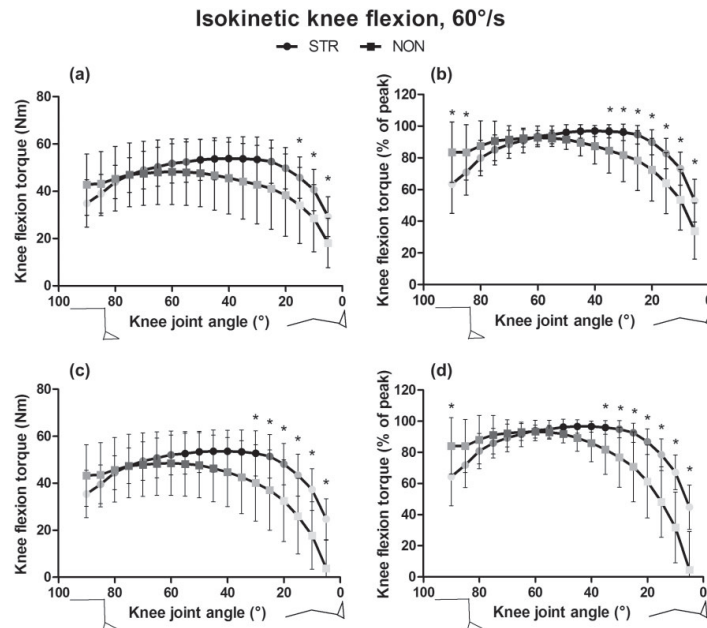 Isokinetic knee flexion, 60°/s
STR NON
(a)
Knee flexion torque (Nm)
80
60
40
20
0
100 80 60 40 20 0
Knee joint angle (°)
* * *
(b)
Knee flexion torque (% of peak)
120
100
80
60
40
20
0
100 80 60 40 20 0
Knee joint angle (°)
* * * * * * * * *
(c)
Knee flexion torque (Nm)
80
60
40
20
0
100 80 60 40 20 0
Knee joint angle (°)
* * * * * *
(d)
Knee flexion torque (% of peak)
120
100
80
60
40
20
0
100 80 60 40 20 0
Knee joint angle (°)
* * * * * * * *